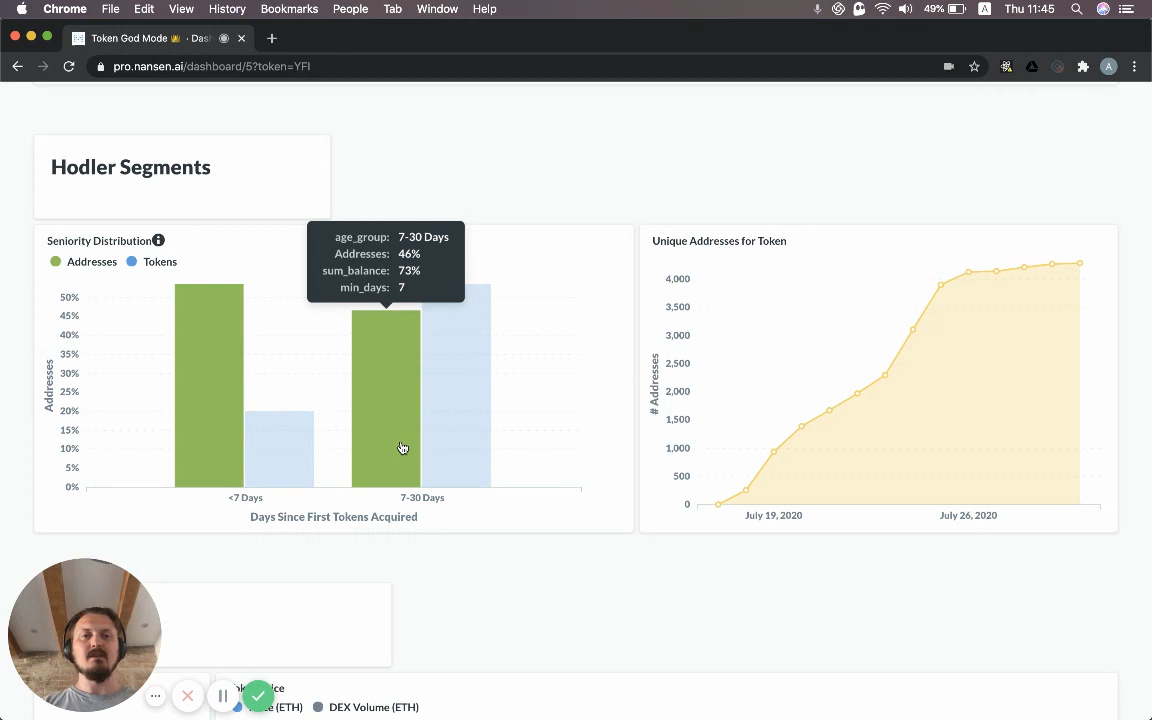 Chrome File Edit View History Bookmarks People Tab Window Help 49% A Thu 11:45
Token God Mode 👑 · Das
pro.nansen.ai/dashboard/5?token=YFI A
Hodler Segments
Seniority Distribution
Addresses Tokens
age_group: 7-30 Days
Addresses: 46%
sum_balance: 73%
min_days: 7
50%
45%
40%
35%
30%
25%
20%
15%
10%
5%
0%
Addresses
<7 Days 7-30 Days
Days Since First Tokens Acquired
Unique Addresses for Token
4,000
3,500
3,000
2,500
2,000
1,500
1,000
500
0
# Addresses
July 19, 2020 July 26, 2020
(ETH) DEX Volume (ETH)